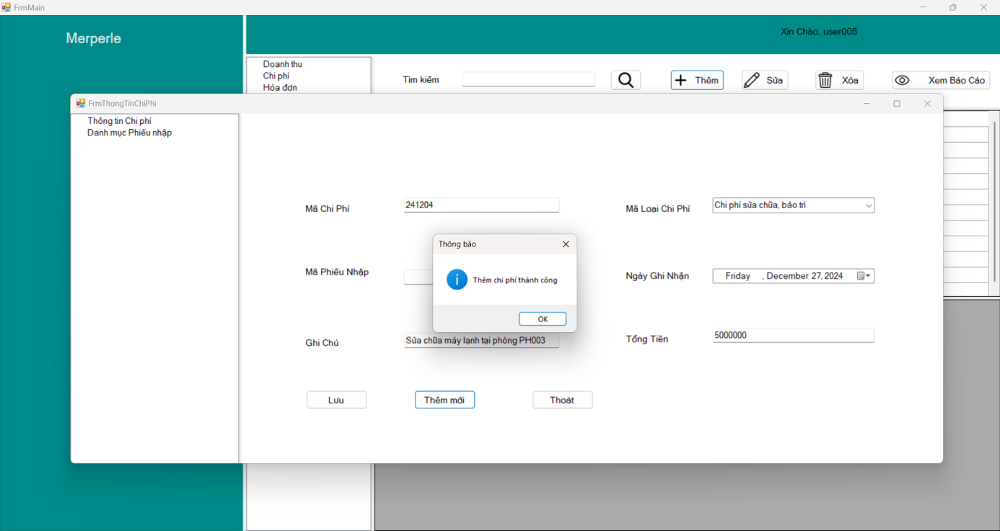 FrmMain
Merperle
Xin Chào, user005
Doanh thu
Chi phí
Hóa đơn
Tìm kiếm
Thêm
Sửa
Xóa
Xem Báo Cáo
FrmThongTinChiPhi
Thông tin Chi phí
Danh mục Phiếu nhập
Mã Chi Phí
241204
Mã Loại Chi Phí
Chi phí sửa chữa, bảo trì
Thông báo
Thêm chi phí thành công
OK
Mã Phiếu Nhập
Ngày Ghi Nhận
Friday , December 27, 2024
Ghi Chú
Sửa chữa máy lạnh tại phòng PH003
Tổng Tiền
5000000
Lưu
Thêm mới
Thoát